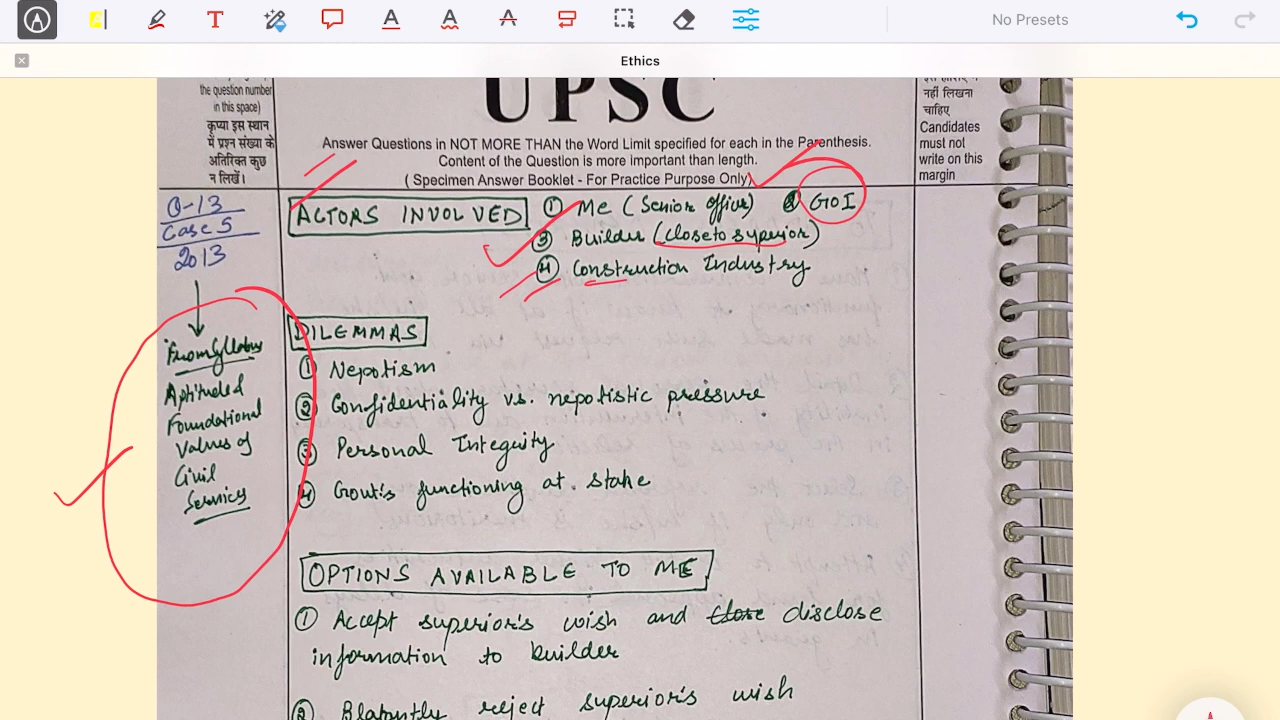 No Presets
Ethics
the question number
in this space)
कृप्या इस स्थान
में प्रश्न संख्या के
अतिरिक्त कुछ
न लिखें।
UPSC
Answer Questions in NOT MORE THAN the Word Limit specified for each in the Parenthesis.
Content of the Question is more important than length.
( Specimen Answer Booklet - For Practice Purpose Only)
नहीं लिखना
चाहिए
Candidates
must not
write on this
margin
Q-13
Case 5
2013
From Syllabus
Aptitude &
Foundational
Values of
Civil
Services
ACTORS INVOLVED
① Me (Senior officer) ② GOI
③ Builder (close to superior)
④ Construction Industry
DILEMMAS
① Nepotism
② Confidentiality vs. nepotistic pressure
③ Personal Integrity
④ Govt's functioning at stake
OPTIONS AVAILABLE TO ME
① Accept superior's wish and close disclose
information to builder
② Blatantly reject superior's wish